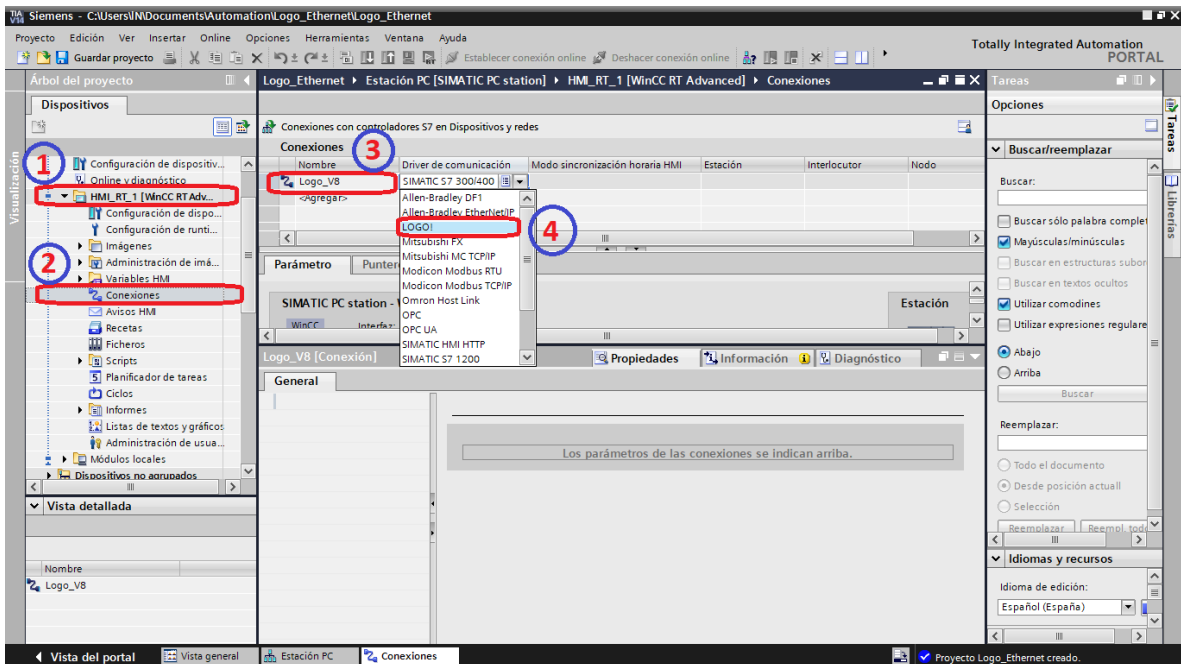 TIA V14 Siemens - C:\Users\IN\Documents\Automation\Logo_Ethernet\Logo_Ethernet
Proyecto Edición Ver Insertar Online Opciones Herramientas Ventana Ayuda
Guardar proyecto Establecer conexión online Deshacer conexión online
Totally Integrated Automation
PORTAL
Árbol del proyecto
Dispositivos
Visualización
1
Configuración de dispositiv...
Online y diagnóstico
HMI_RT_1 [WinCC RT Adv...
Configuración de dispo...
Configuración de runti...
Imágenes
2
Administración de imá...
Variables HMI
Conexiones
Avisos HMI
Recetas
Ficheros
Scripts
Planificador de tareas
Ciclos
Informes
Listas de textos y gráficos
Administración de usua...
Módulos locales
Dispositivos no agrupados
Vista detallada
Nombre
Logo_V8
Logo_Ethernet Estación PC [SIMATIC PC station] HMI_RT_1 [WinCC RT Advanced] Conexiones
Conexiones con controladores S7 en Dispositivos y redes
Conexiones
3
Nombre Driver de comunicación Modo sincronización horaria HMI Estación Interlocutor Nodo
Logo_V8 SIMATIC S7 300/400
<Agregar>
Allen-Bradley DF1
Allen-Bradley EtherNet/IP
LOGO!
4
Mitsubishi FX
Mitsubishi MC TCP/IP
Modicon Modbus RTU
Modicon Modbus TCP/IP
Omron Host Link
OPC
OPC UA
SIMATIC HMI HTTP
SIMATIC S7 1200
Parámetro Punter
SIMATIC PC station - Estación
WinCC Interfaz:
Logo_V8 [Conexión]
Propiedades Información Diagnóstico
General
Los parámetros de las conexiones se indican arriba.
Tareas
Opciones
Buscar/reemplazar
Buscar:
Buscar sólo palabra complet
Mayúsculas/minúsculas
Buscar en estructuras subor
Buscar en textos ocultos
Utilizar comodines
Utilizar expresiones regulare
Abajo
Arriba
Buscar
Reemplazar:
Todo el documento
Desde posición actuall
Selección
Reemplazar Reempl. todo
Idiomas y recursos
Idioma de edición:
Español (España)
Tareas
Librerías
Vista del portal Vista general Estación PC Conexiones
Proyecto Logo_Ethernet creado.